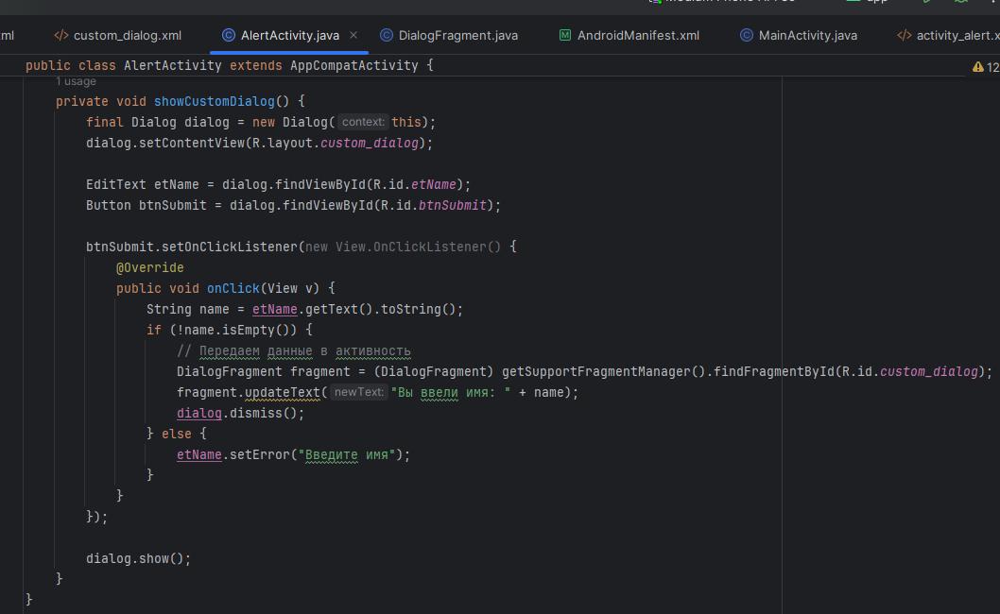 ml custom_dialog.xml AlertActivity.java DialogFragment.java AndroidManifest.xml MainActivity.java activity_alert.x
public class AlertActivity extends AppCompatActivity { 12
1 usage
private void showCustomDialog() {
final Dialog dialog = new Dialog( context: this);
dialog.setContentView(R.layout.custom_dialog);
EditText etName = dialog.findViewById(R.id.etName);
Button btnSubmit = dialog.findViewById(R.id.btnSubmit);
btnSubmit.setOnClickListener(new View.OnClickListener() {
@Override
public void onClick(View v) {
String name = etName.getText().toString();
if (!name.isEmpty()) {
// Передаем данные в активность
DialogFragment fragment = (DialogFragment) getSupportFragmentManager().findFragmentById(R.id.custom_dialog);
fragment.updateText( newText: "Вы ввели имя: " + name);
dialog.dismiss();
} else {
etName.setError("Введите имя");
}
}
});
dialog.show();
}
}